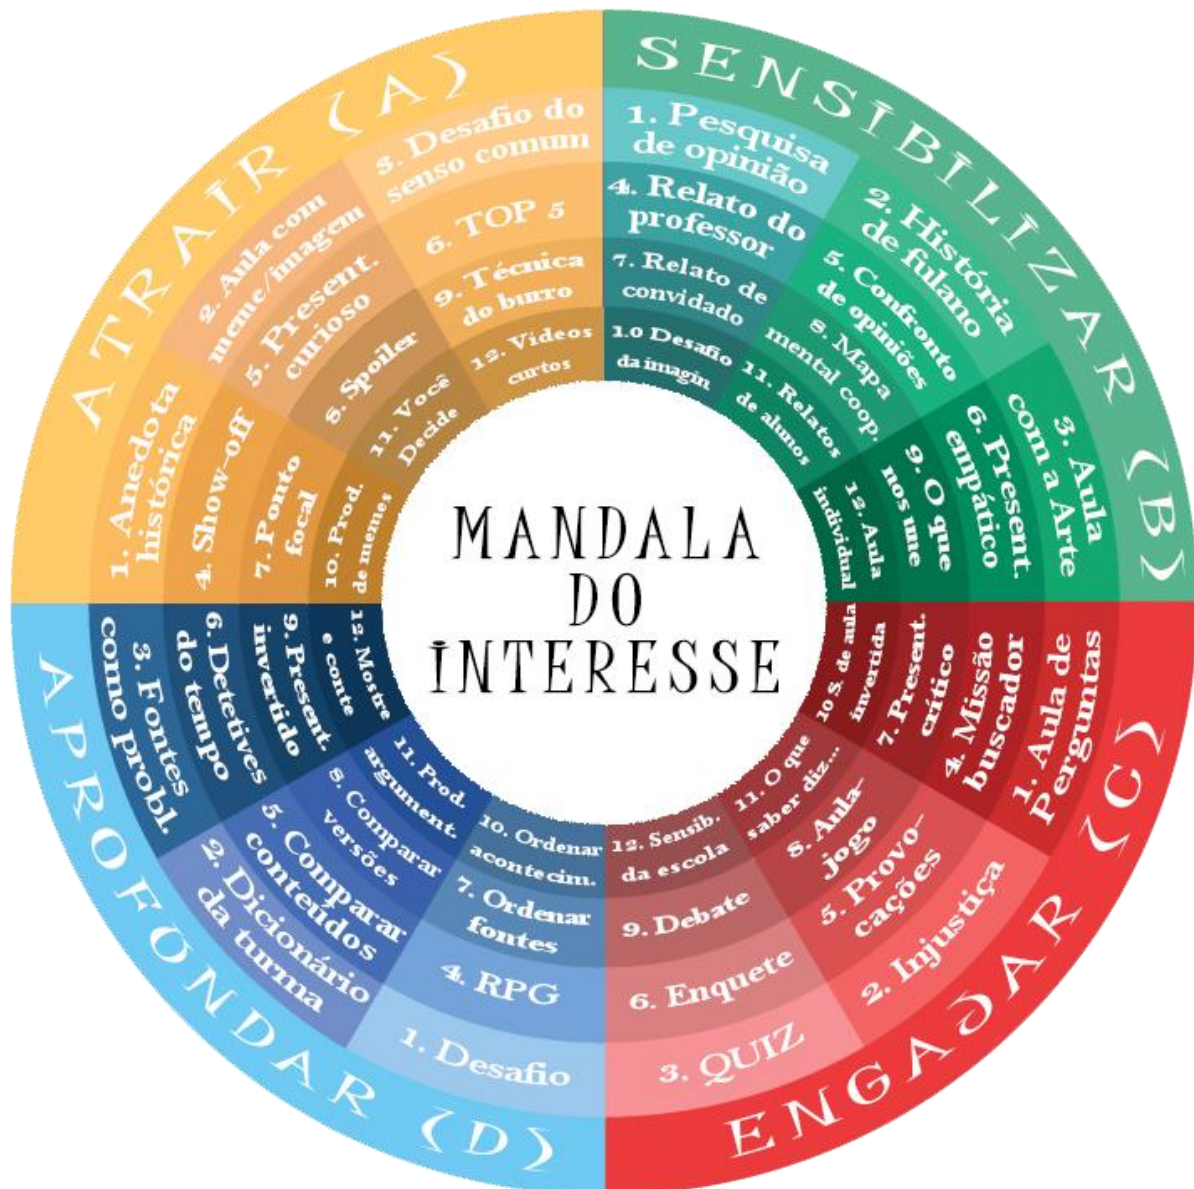 MANDALA
DO
INTERESSE
ATRAIR (A)
1. Anedota
histórica
2. Aula com
meme/imagem
3. Desafio do
senso comum
4. Show-off
5. Present.
curioso
6. TOP 5
7. Ponto
focal
8. Spoiler
9. Técnica
do burro
10. Prod.
de memes
11. Você
Decide
12. Videos
curtos
SENSIBILIZAR (B)
1. Pesquisa
de opinião
2. História
de fulano
3. Aula
com a Arte
4. Relato do
professor
5. Confronto
de opiniões
6. Present.
empático
7. Relato de
convidado
8. Mapa
mental coop.
9. O que
nos une
1.0 Desafio
da imagin
11. Relatos
de alunos
12. Aula
individual
ENGAJAR (C)
1. Aula de
Perguntas
2. Injustiça
3. QUIZ
4. Missão
buscador
5. Provo-
cações
6. Enquete
7. Present.
crítico
8. Aula-
jogo
9. Debate
10 S. de aula
invertida
11. O que
saber diz...
12. Sensib.
da escola
APROFUNDAR (D)
1. Desafio
2. Dicionário
da turma
3. Fontes
como probl.
4. RPG
5. Comparar
conteúdos
6. Detetives
do tempo
7. Ordenar
fontes
8. Comparar
versões
9. Present.
invertido
10. Ordenar
acontecim.
11. Prod.
argument.
12. Mostre
e conte